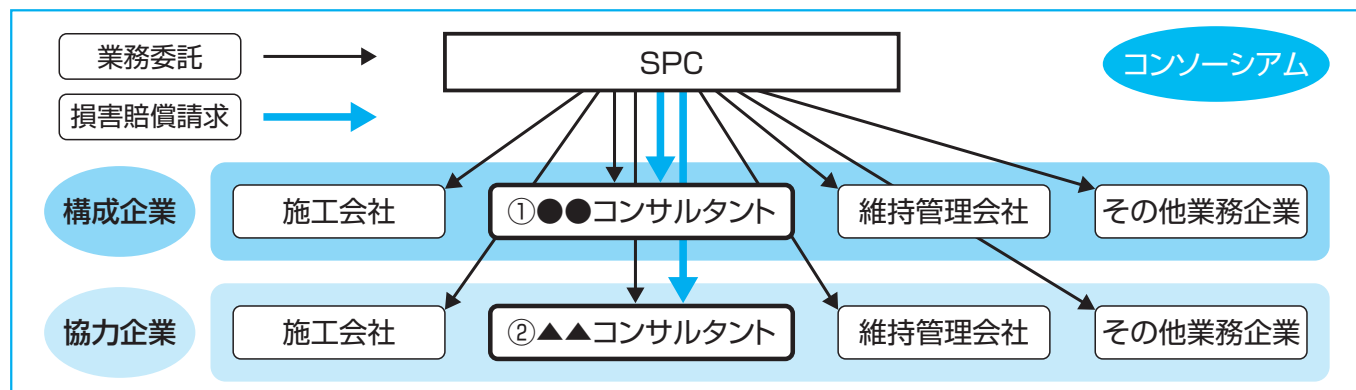 業務委託
SPC
コンソーシアム
損害賠償請求
構成企業
施工会社
①●●コンサルタント
維持管理会社
その他業務企業
協力企業
施工会社
②▲▲コンサルタント
維持管理会社
その他業務企業